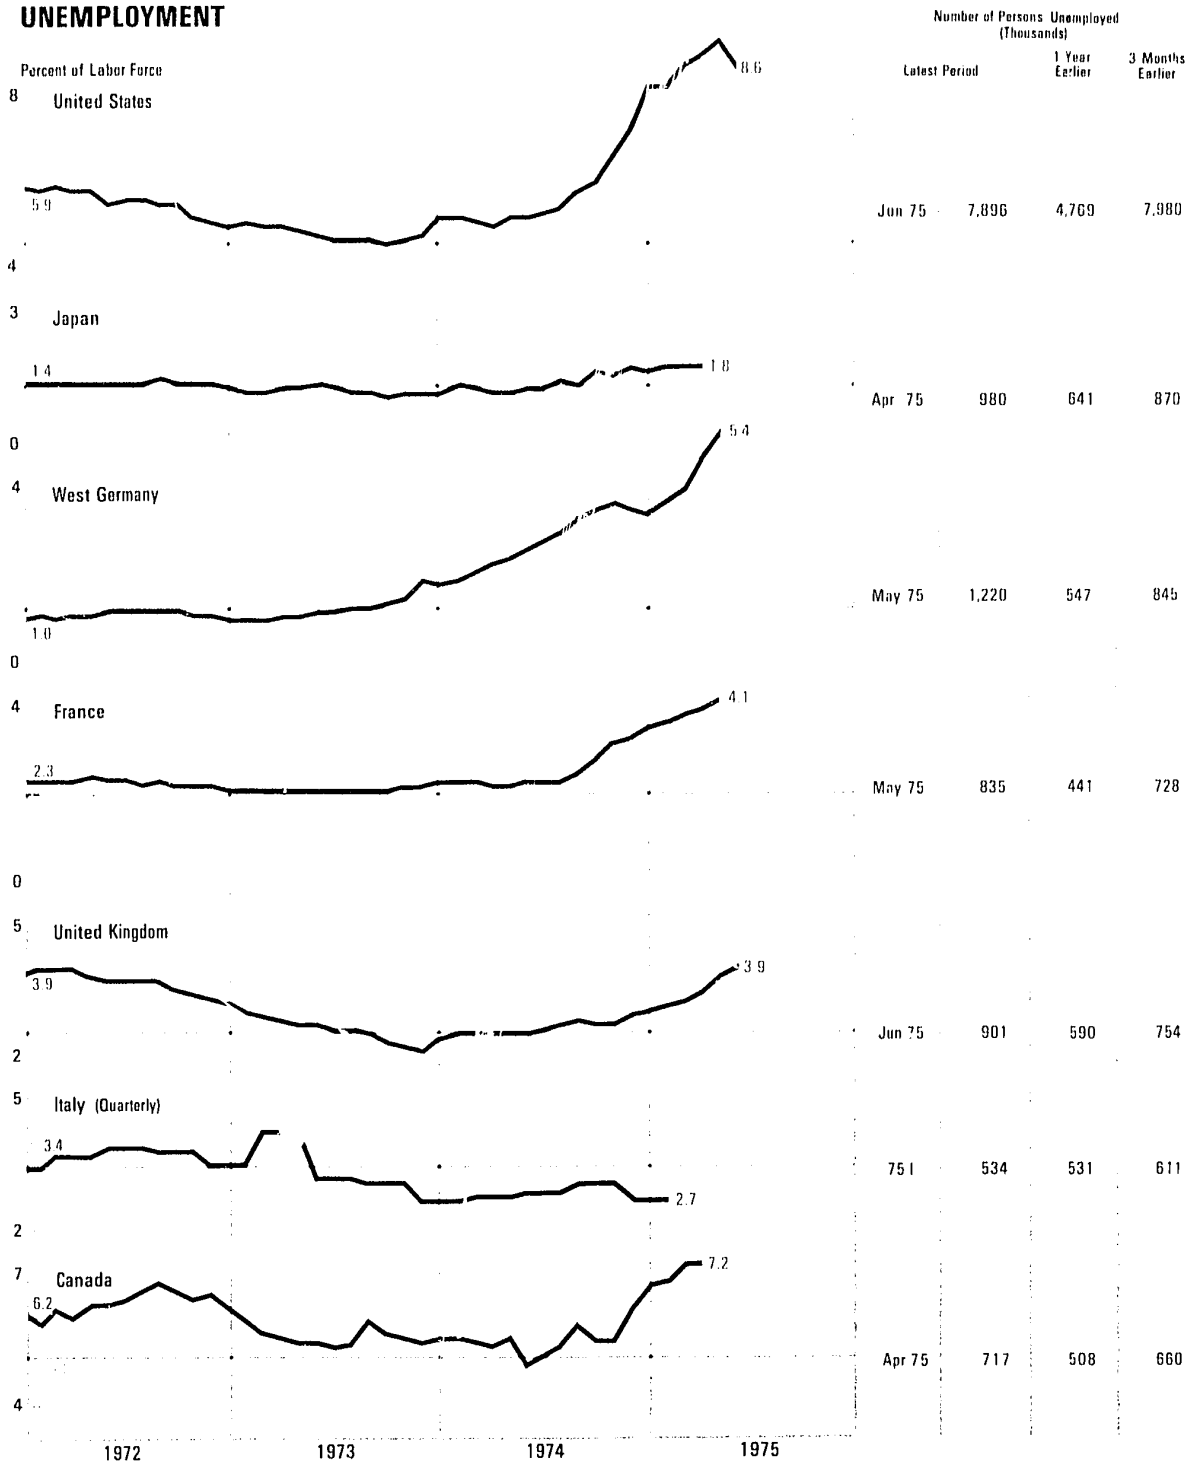 UNEMPLOYMENT
Number of Persons Unemployed
(Thousands)
Percent of Labor Force
Latest Period
1 Year
Earlier
3 Months
Earlier
8
United States
8.6
5.9
Jun 75 7,896 4,769 7,980
4
3
Japan
1.4
1.8
Apr 75 980 641 870
0
5.4
4
West Germany
1.0
May 75 1,220 547 845
0
4
France
4.1
2.3
May 75 835 441 728
0
5
United Kingdom
3.9
3.9
Jun 75 901 590 754
2
5
Italy (Quarterly)
3.4
75 I 534 531 611
2.7
2
7
Canada
7.2
6.2
Apr 75 717 508 660
4
1972 1973 1974 1975